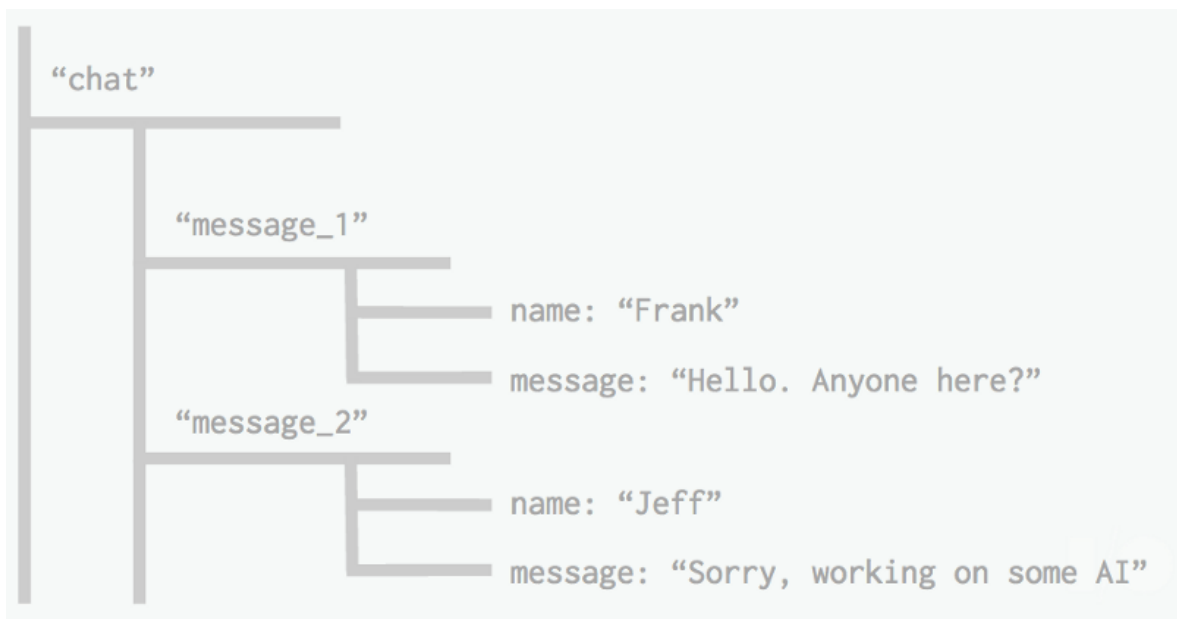 “chat”
“message_1”
name: “Frank”
message: “Hello. Anyone here?”
“message_2”
name: “Jeff”
message: “Sorry, working on some AI”